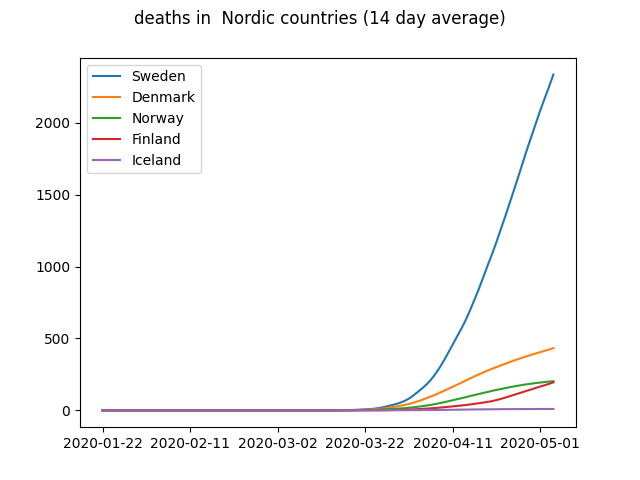 deaths in  Nordic countries (14 day average)
Sweden
Denmark
Norway
Finland
Iceland
2000
1500
1000
500
0
2020-01-22 2020-02-11 2020-03-02 2020-03-22 2020-04-11 2020-05-01